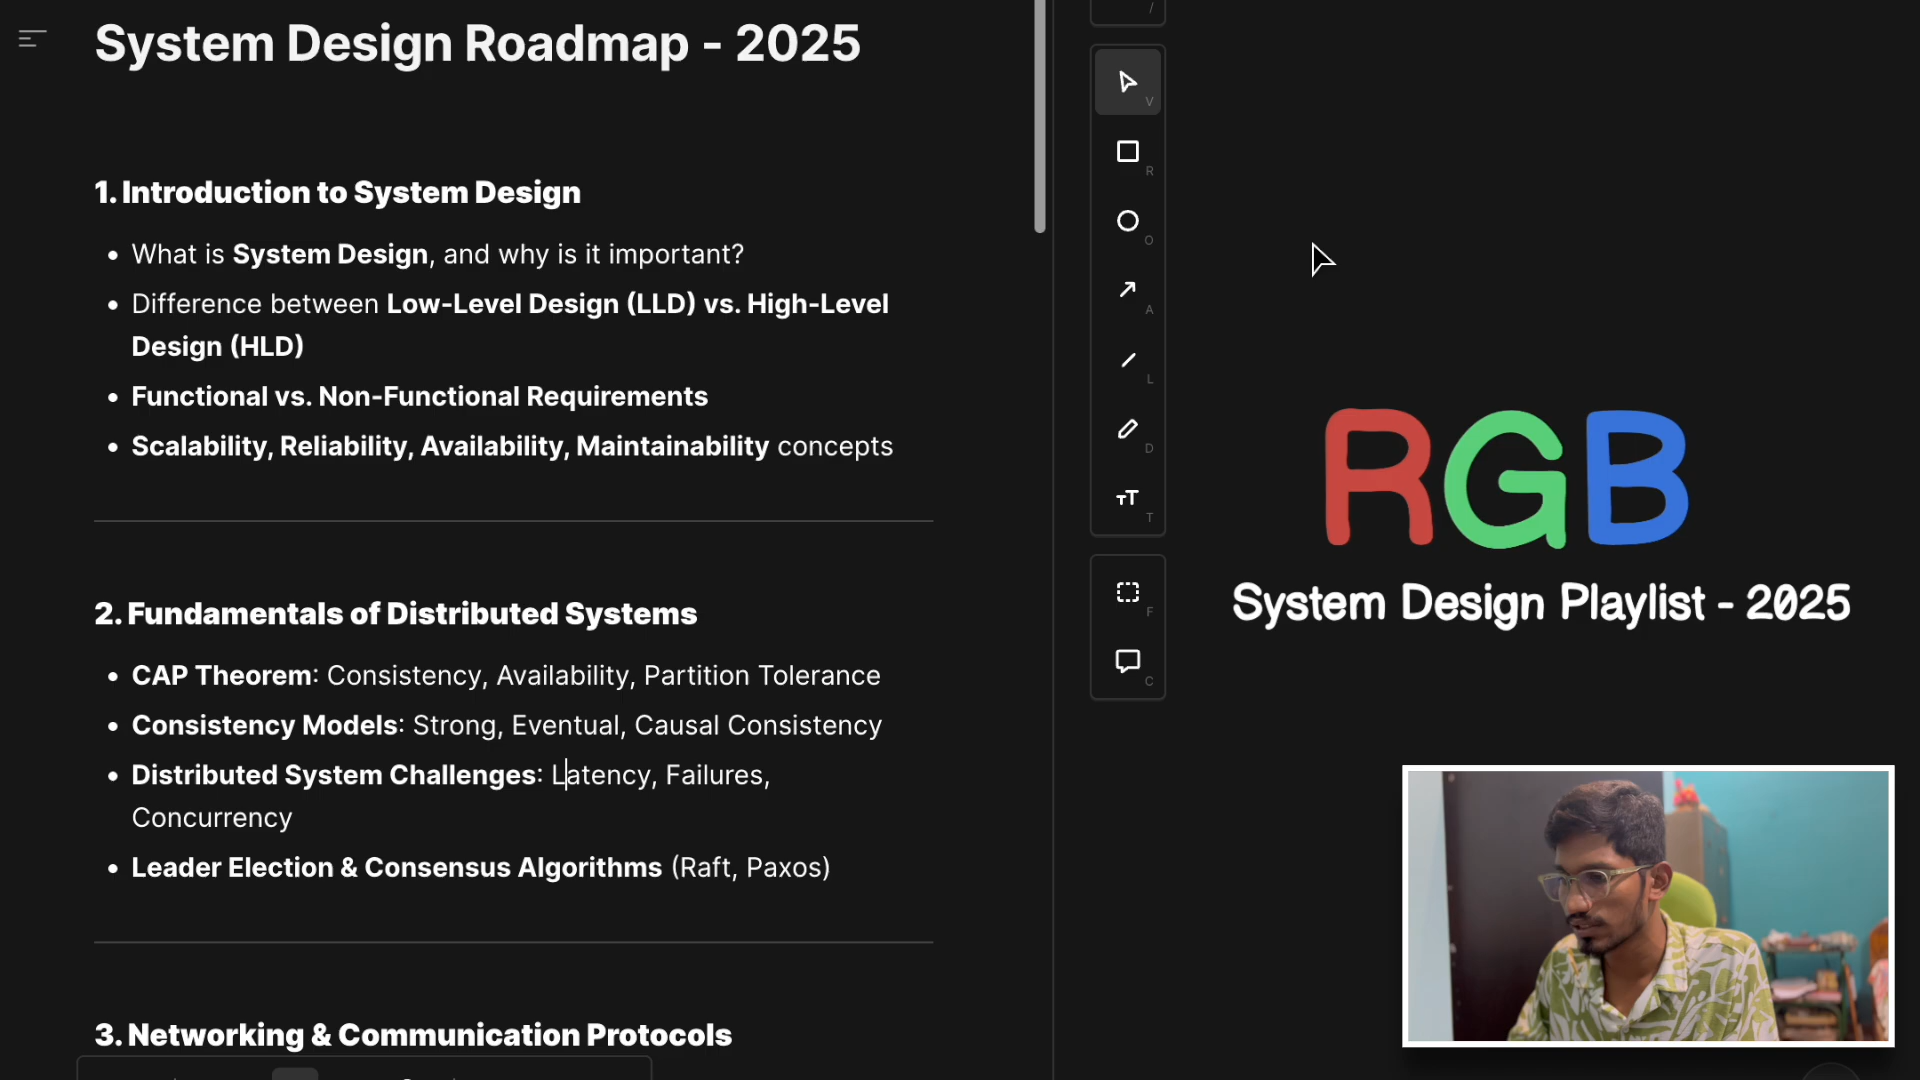 System Design Roadmap - 2025
1. Introduction to System Design
• What is System Design, and why is it important?
• Difference between Low-Level Design (LLD) vs. High-Level
Design (HLD)
• Functional vs. Non-Functional Requirements
• Scalability, Reliability, Availability, Maintainability concepts
2. Fundamentals of Distributed Systems
• CAP Theorem: Consistency, Availability, Partition Tolerance
• Consistency Models: Strong, Eventual, Causal Consistency
• Distributed System Challenges: Latency, Failures,
Concurrency
• Leader Election & Consensus Algorithms (Raft, Paxos)
3. Networking & Communication Protocols
/
V
R
O
A
L
D
TT
T
F
C
RGB
System Design Playlist - 2025